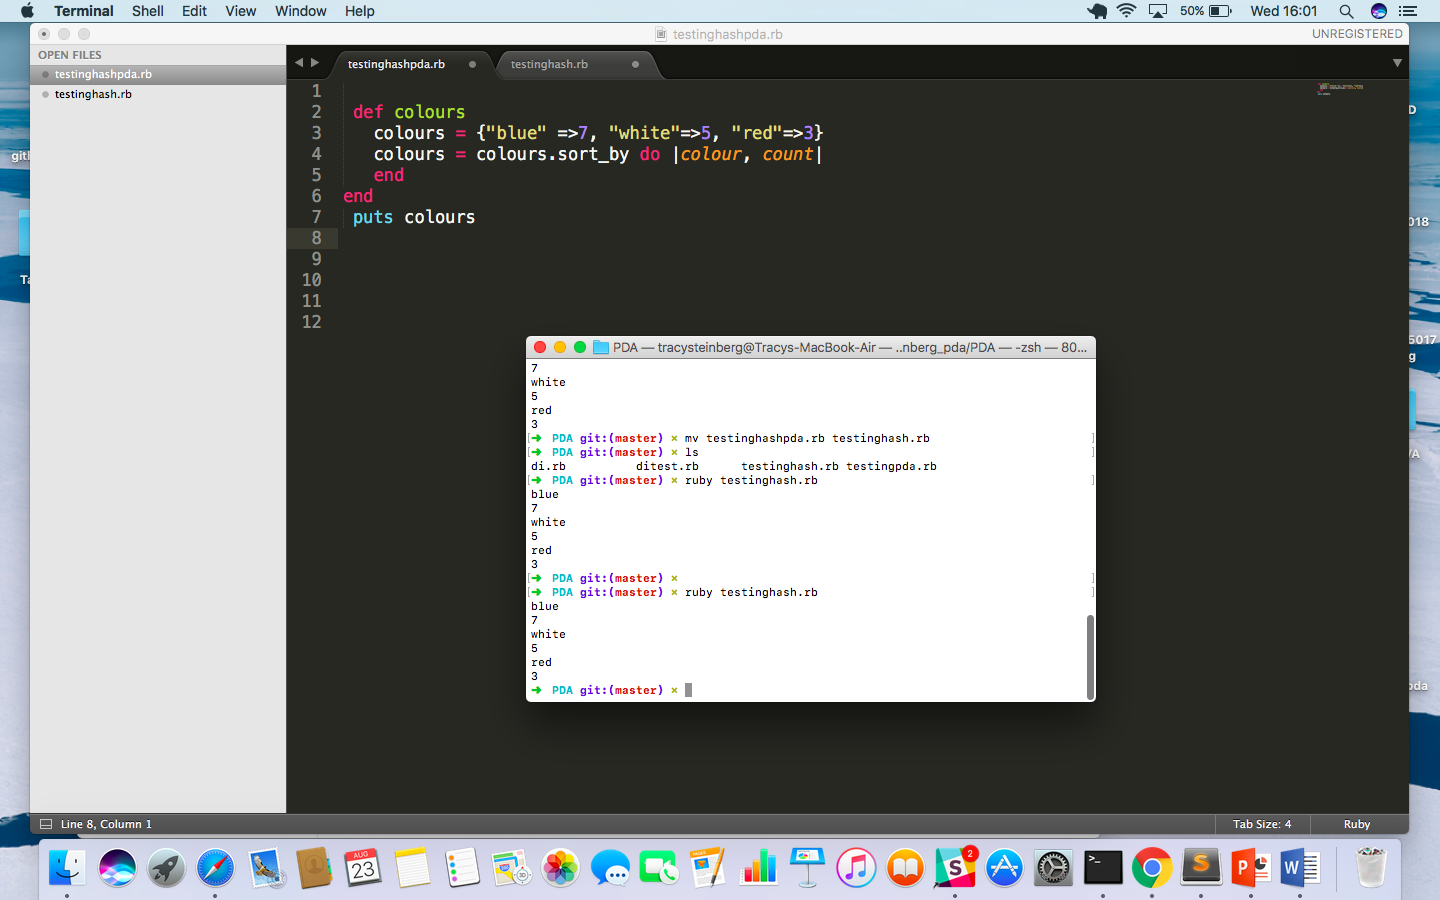 Terminal Shell Edit View Window Help 50% Wed 16:01
testinghashpda.rb UNREGISTERED
OPEN FILES
testinghashpda.rb
testinghash.rb
testinghashpda.rb testinghash.rb
1
2 def colours
3 colours = {"blue" =>7, "white"=>5, "red"=>3}
4 colours = colours.sort_by do |colour, count|
5 end
6 end
7 puts colours
8
9
10
11
12
PDA — tracysteinberg@Tracys-MacBook-Air — ..nberg_pda/PDA — -zsh — 80...
7
white
5
red
3
[➜ PDA git:(master) × mv testinghashpda.rb testinghash.rb ]
[➜ PDA git:(master) × ls ]
di.rb ditest.rb testinghash.rb testingpda.rb
[➜ PDA git:(master) × ruby testinghash.rb ]
blue
7
white
5
red
3
[➜ PDA git:(master) × ]
[➜ PDA git:(master) × ruby testinghash.rb ]
blue
7
white
5
red
3
➜ PDA git:(master) ×
Line 8, Column 1 Tab Size: 4 Ruby
AUG
23
2